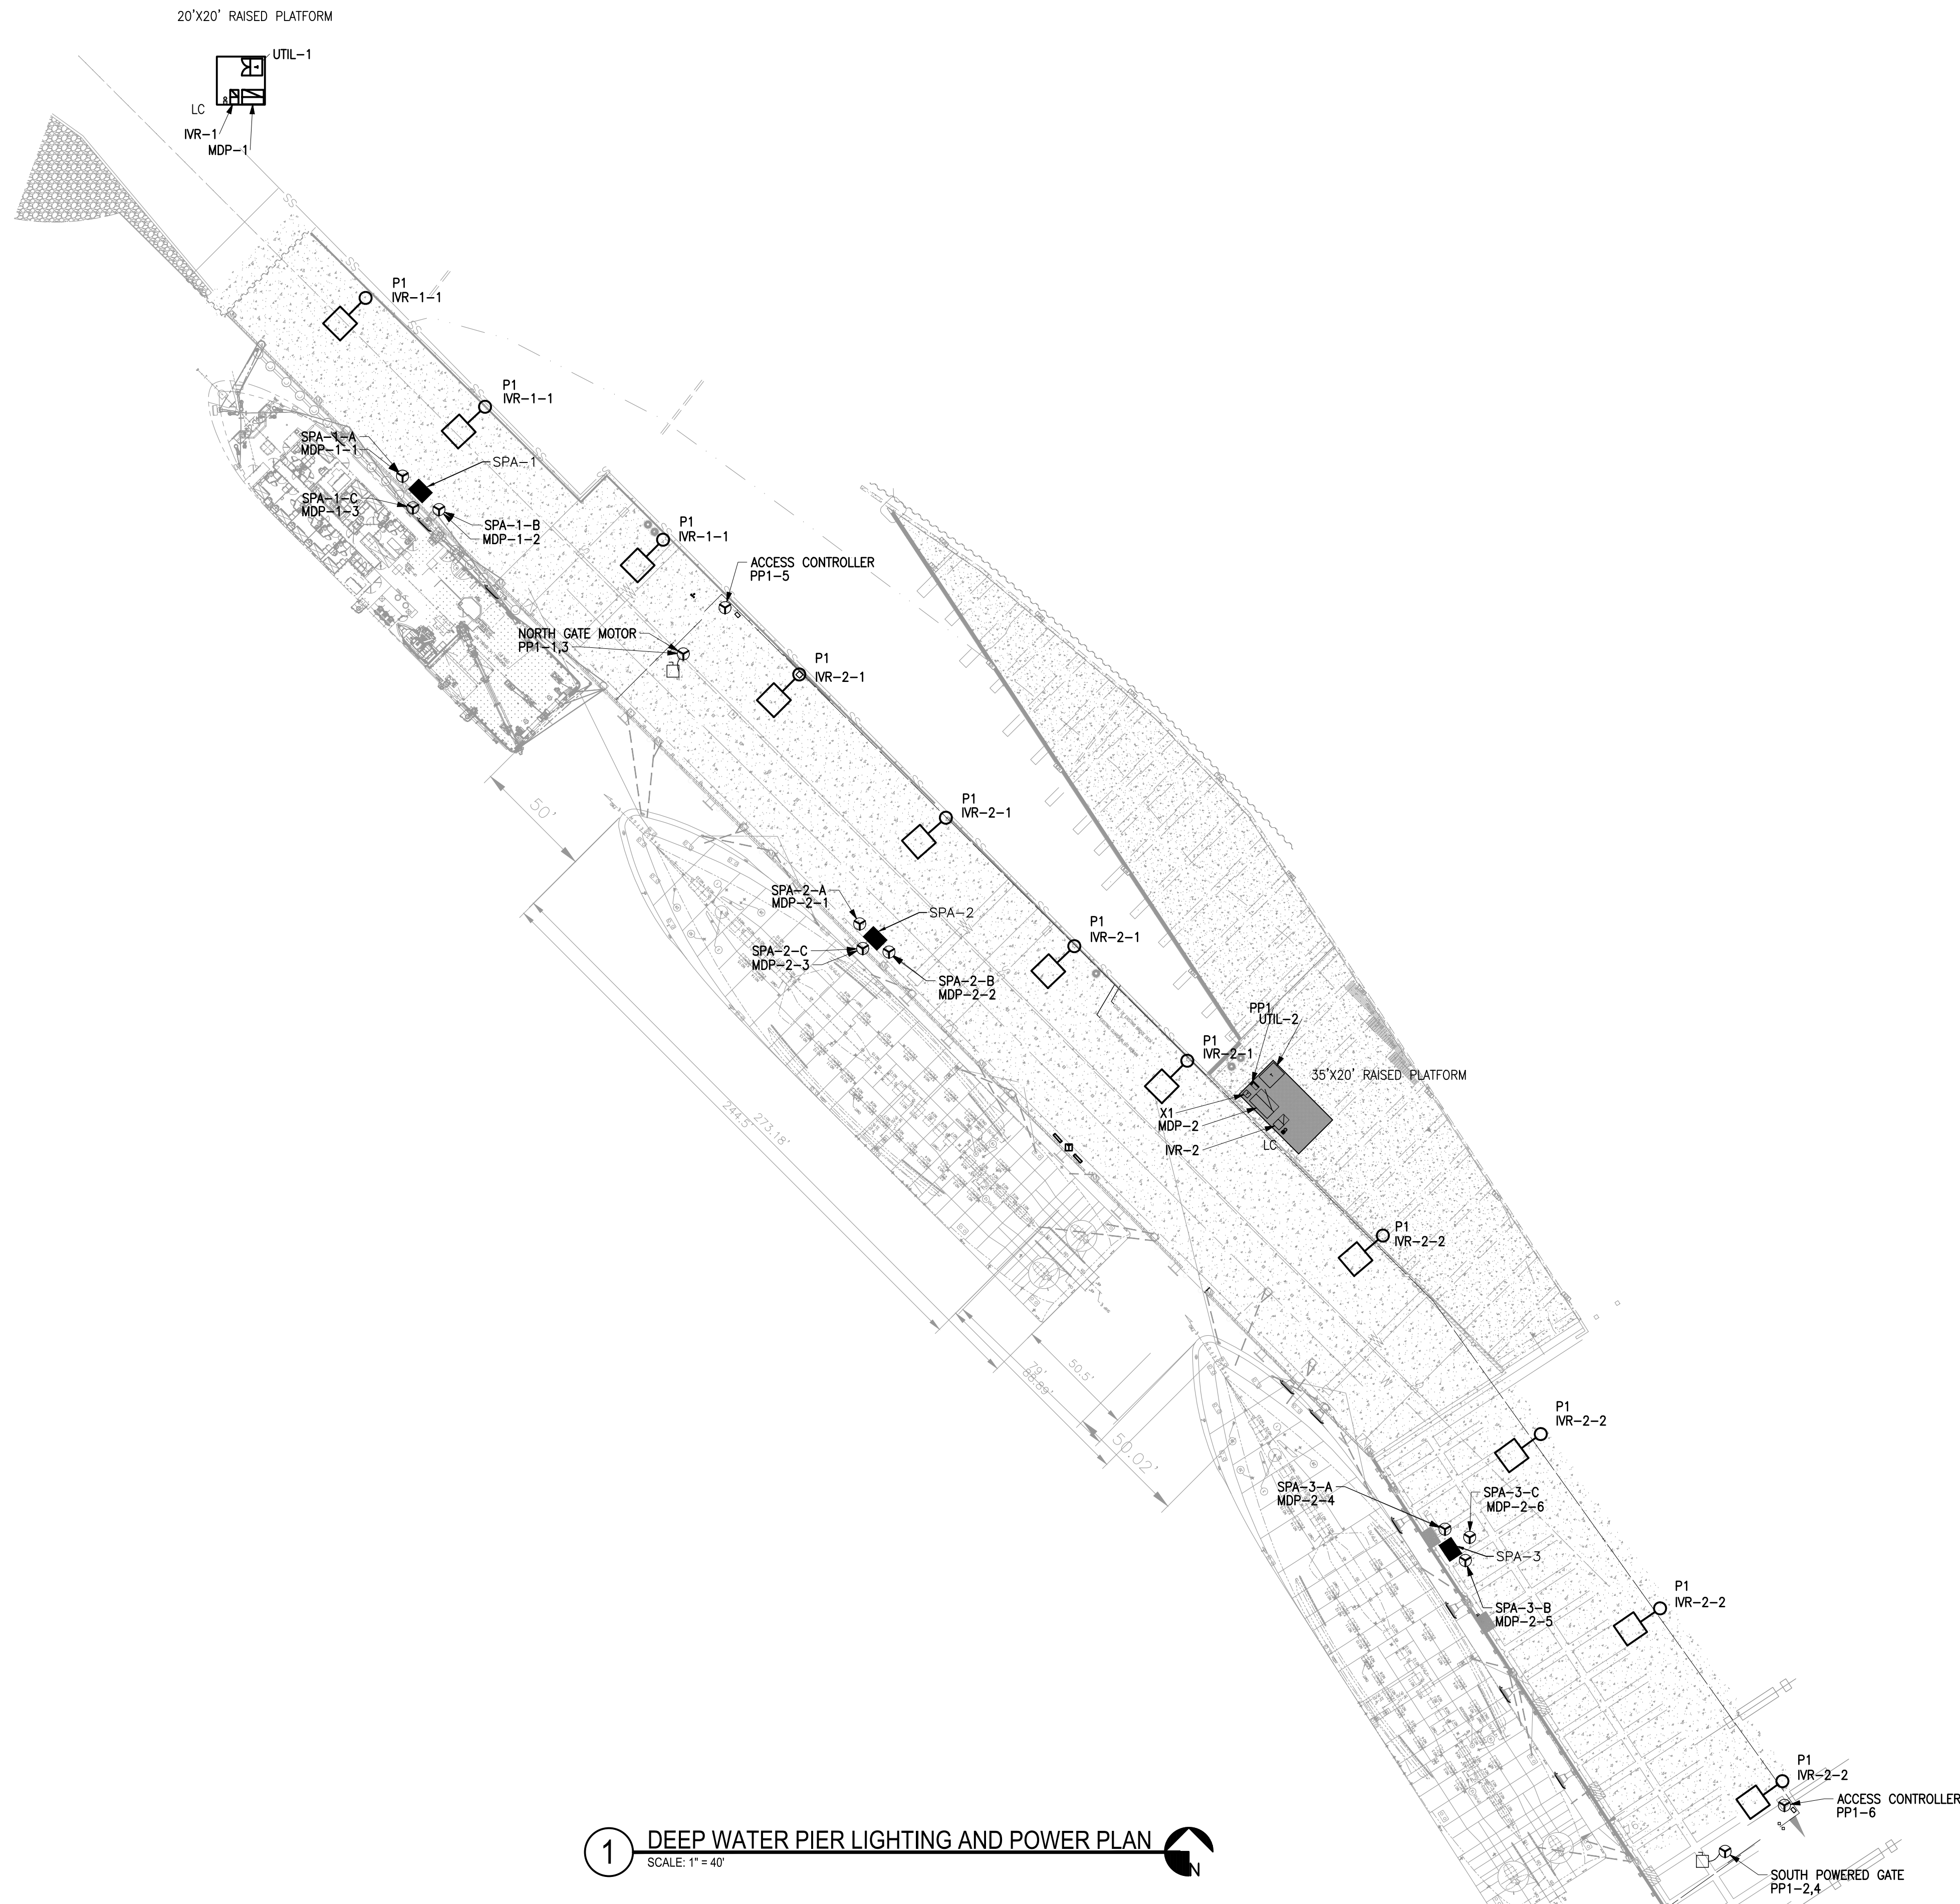 20'X20' RAISED PLATFORM
UTIL-1
LC
IVR-1
MDP-1
SS
P1
IVR-1-1
P1
IVR-1-1
SPA-1-A
MDP-1-1
SPA-1
SPA-1-C
MDP-1-3
SPA-1-B
MDP-1-2
P1
IVR-1-1
ACCESS CONTROLLER
PP1-5
NORTH GATE MOTOR
PP1-1,3
P1
IVR-2-1
50'
P1
IVR-2-1
SPA-2-A
MDP-2-1
SPA-2
SPA-2-C
MDP-2-3
SPA-2-B
MDP-2-2
P1
IVR-2-1
PP1
UTIL-2
P1
IVR-2-1
35'X20' RAISED PLATFORM
X1
MDP-2
IVR-2
LC
273.18'
244.5'
P1
IVR-2-2
79'
68.89'
50.5'
50.02'
P1
IVR-2-2
SPA-3-A
MDP-2-4
SPA-3-C
MDP-2-6
SPA-3
SPA-3-B
MDP-2-5
P1
IVR-2-2
P1
IVR-2-2
ACCESS CONTROLLER
PP1-6
SOUTH POWERED GATE
PP1-2,4
1
DEEP WATER PIER LIGHTING AND POWER PLAN
SCALE: 1" = 40'
N